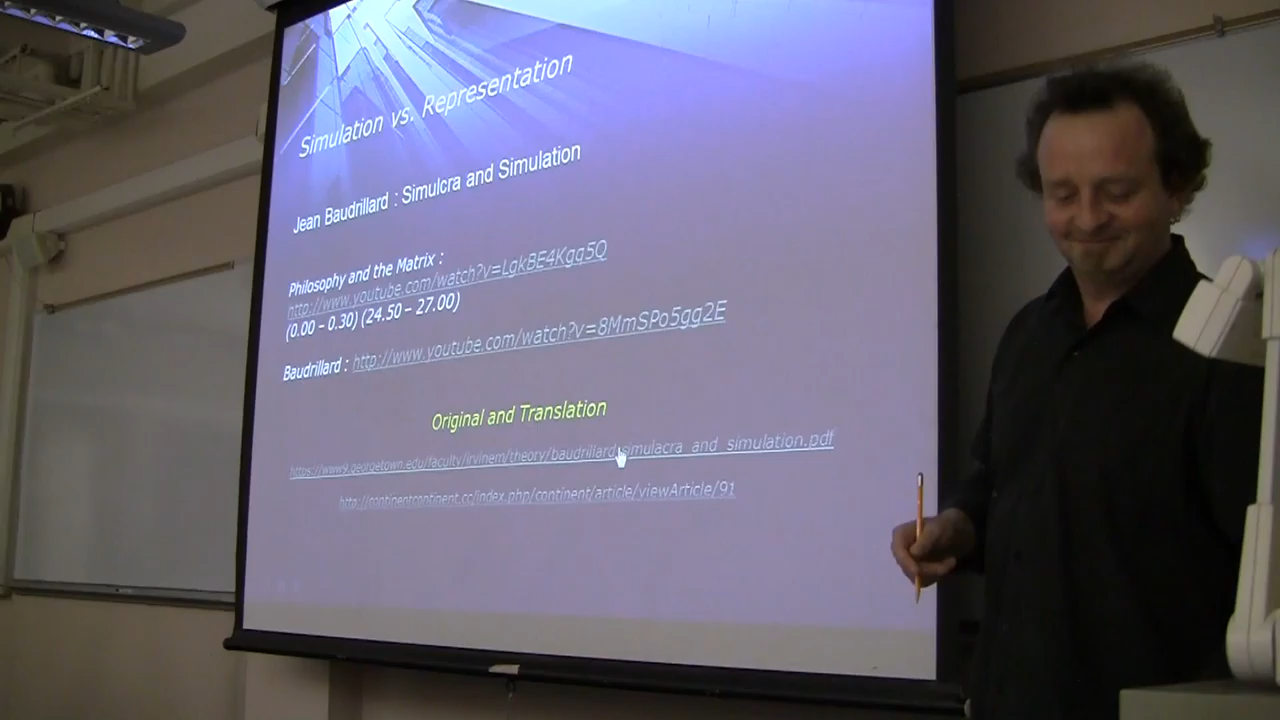 Simulation vs. Representation
Jean Baudrillard : Simulcra and Simulation
Philosophy and the Matrix :
http://www.youtube.com/watch?v=LgkBE4Kgg5Q
(0.00 – 0.30) (24.50 – 27.00)
Baudrillard : http://www.youtube.com/watch?v=8MmSPo5gg2E
Original and Translation
https://www9.georgetown.edu/faculty/irvinem/theory/baudrillard-simulacra_and_simulation.pdf
http://continentcontinent.cc/index.php/continent/article/viewArticle/91